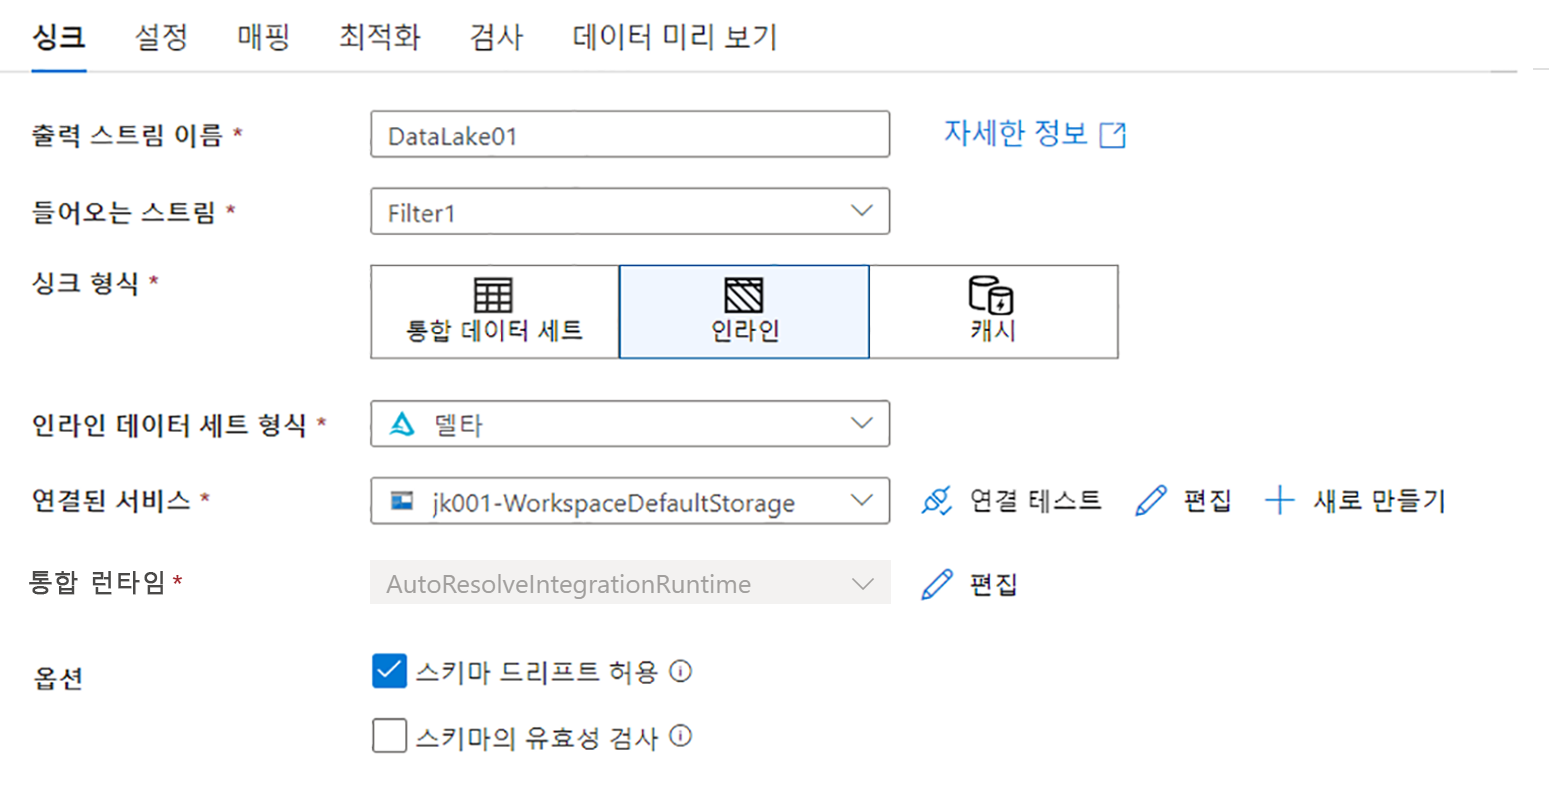 싱크 설정 매핑 최적화 검사 데이터 미리 보기
출력 스트림 이름 * DataLake01 자세한 정보
들어오는 스트림 * Filter1
싱크 형식 * 통합 데이터 세트 인라인 캐시
인라인 데이터 세트 형식 * 델타
연결된 서비스 * jk001-WorkspaceDefaultStorage 연결 테스트 편집 새로 만들기
통합 런타임 * AutoResolveIntegrationRuntime 편집
옵션 스키마 드리프트 허용
스키마의 유효성 검사